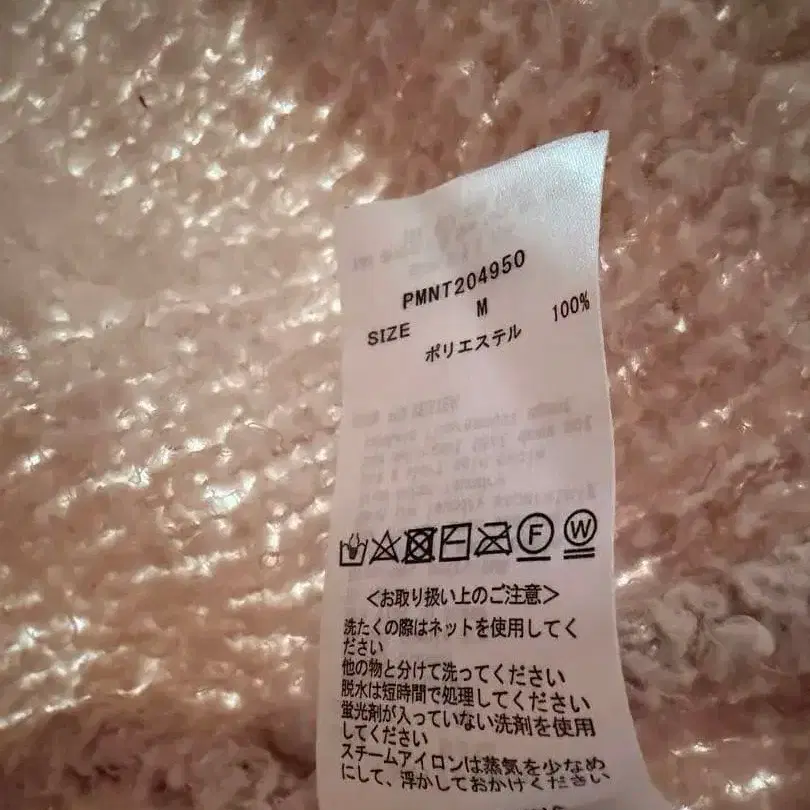 PMNT204950
SIZE M
ポリエステル 100%
F W
<お取り扱い上のご注意>
洗たくの際はネットを使用してく
ださい
他の物と分けて洗ってください
脱水は短時間で処理してください
蛍光剤が入っていない洗剤を使用
してください
スチームアイロンは蒸気を少なめ
にして、浮かしておかけください